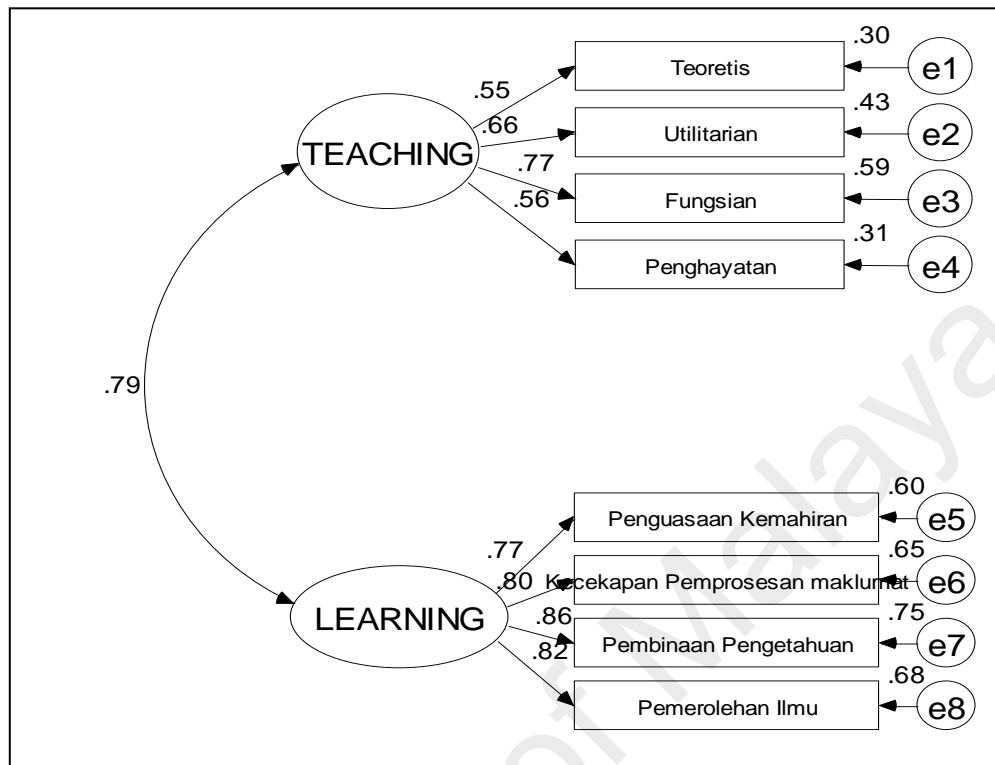 .30
Teoretis
e1
.55
.43
.66
Utilitarian
e2
TEACHING
.77
.59
Fungsian
e3
.56
.31
Penghayatan
e4
.79
.60
Penguasaan Kemahiran
e5
.77
.65
.80
Kecekapan Pemprosesan maklumat
e6
LEARNING
.86
.75
Pembinaan Pengetahuan
e7
.82
.68
Pemerolehan Ilmu
e8
of Malaya